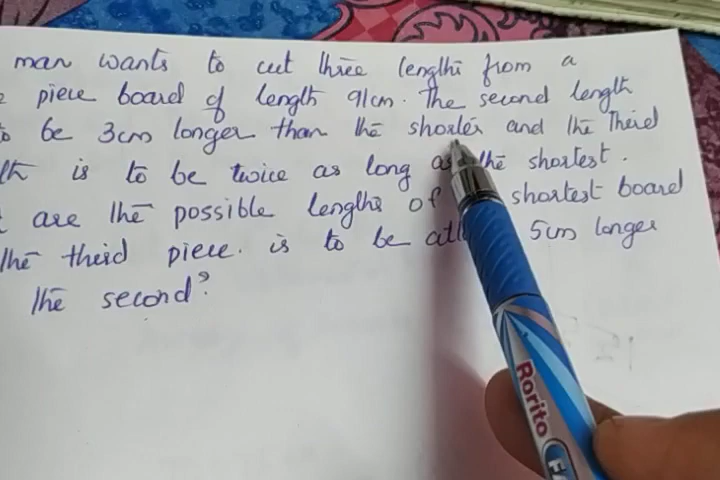 man wants to cut three lengths from a
piece board of length 91cm. The second length
to be 3cm longer than the shorter and the Third
is to be twice as long as the shortest.
are the possible lengths of shortest board
the third piece. is to be 5cm longer
the second?
Rorito